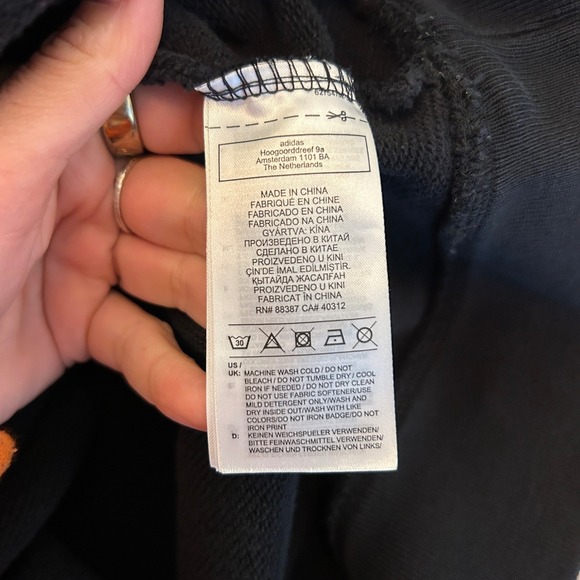 adidas
Hoogoorddreef 9a
Amsterdam 1101 BA
The Netherlands
MADE IN CHINA
FABRIQUÉ EN CHINE
FABRICADO EN CHINA
FABRICADO NA CHINA
GYÁRTVA: KÍNA
ПРОИЗВЕДЕНО В КИТАЙ
СДЕЛАНО В КИТАЕ
PROIZVEDENO U KINI
ÇIN'DE IMAL EDİLMİŞTİR.
ҚЫТАЙДА ЖАСАЛҒАН
PROIZVEDENO U KINI
FABRICAT ÎN CHINA
RN# 88387 CA# 40312
30
US /
UK: MACHINE WASH COLD / DO NOT
BLEACH / DO NOT TUMBLE DRY / COOL
IRON IF NEEDED / DO NOT DRY CLEAN
DO NOT USE FABRIC SOFTENER/USE
MILD DETERGENT ONLY/WASH AND
DRY INSIDE OUT/WASH WITH LIKE
COLORS/DO NOT IRON BADGE/DO NOT
IRON PRINT
D: KEINEN WEICHSPUELER VERWENDEN/
BITTE FEINWASCHMITTEL VERWENDEN/
WASCHEN UND TROCKNEN VON LINKS/